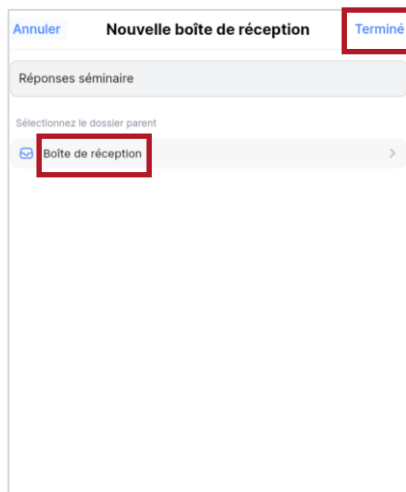 Annuler Nouvelle boîte de réception Terminé
Réponses séminaire
Sélectionnez le dossier parent
Boîte de réception